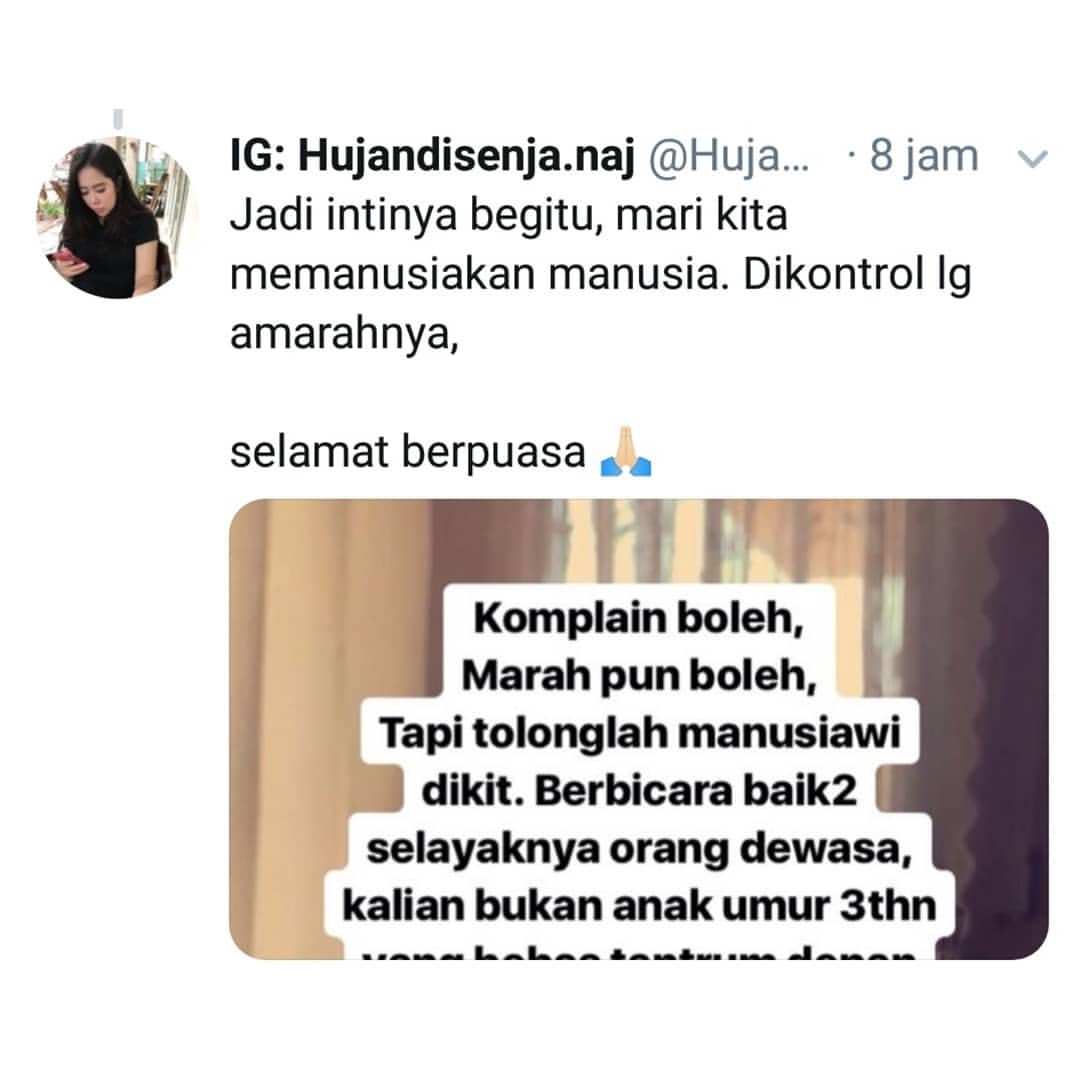 IG: Hujandisenja.naj @Huja... · 8 jam
Jadi intinya begitu, mari kita
memanusiakan manusia. Dikontrol lg
amarahnya,
selamat berpuasa 🙏🏼
Komplain boleh,
Marah pun boleh,
Tapi tolonglah manusiawi
dikit. Berbicara baik2
selayaknya orang dewasa,
kalian bukan anak umur 3thn